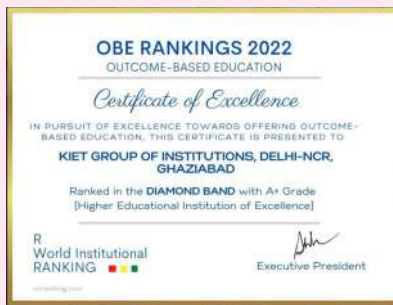 OBE RANKINGS 2022
OUTCOME-BASED EDUCATION
Certificate of Excellence
IN PURSUIT OF EXCELLENCE TOWARDS OFFERING OUTCOME-
BASED EDUCATION, THIS CERTIFICATE IS PRESENTED TO
KIET GROUP OF INSTITUTIONS, DELHI-NCR,
GHAZIABAD
Ranked in the DIAMOND BAND with A+ Grade
[Higher Educational Institution of Excellence]
R
World Institutional
RANKING
Executive President